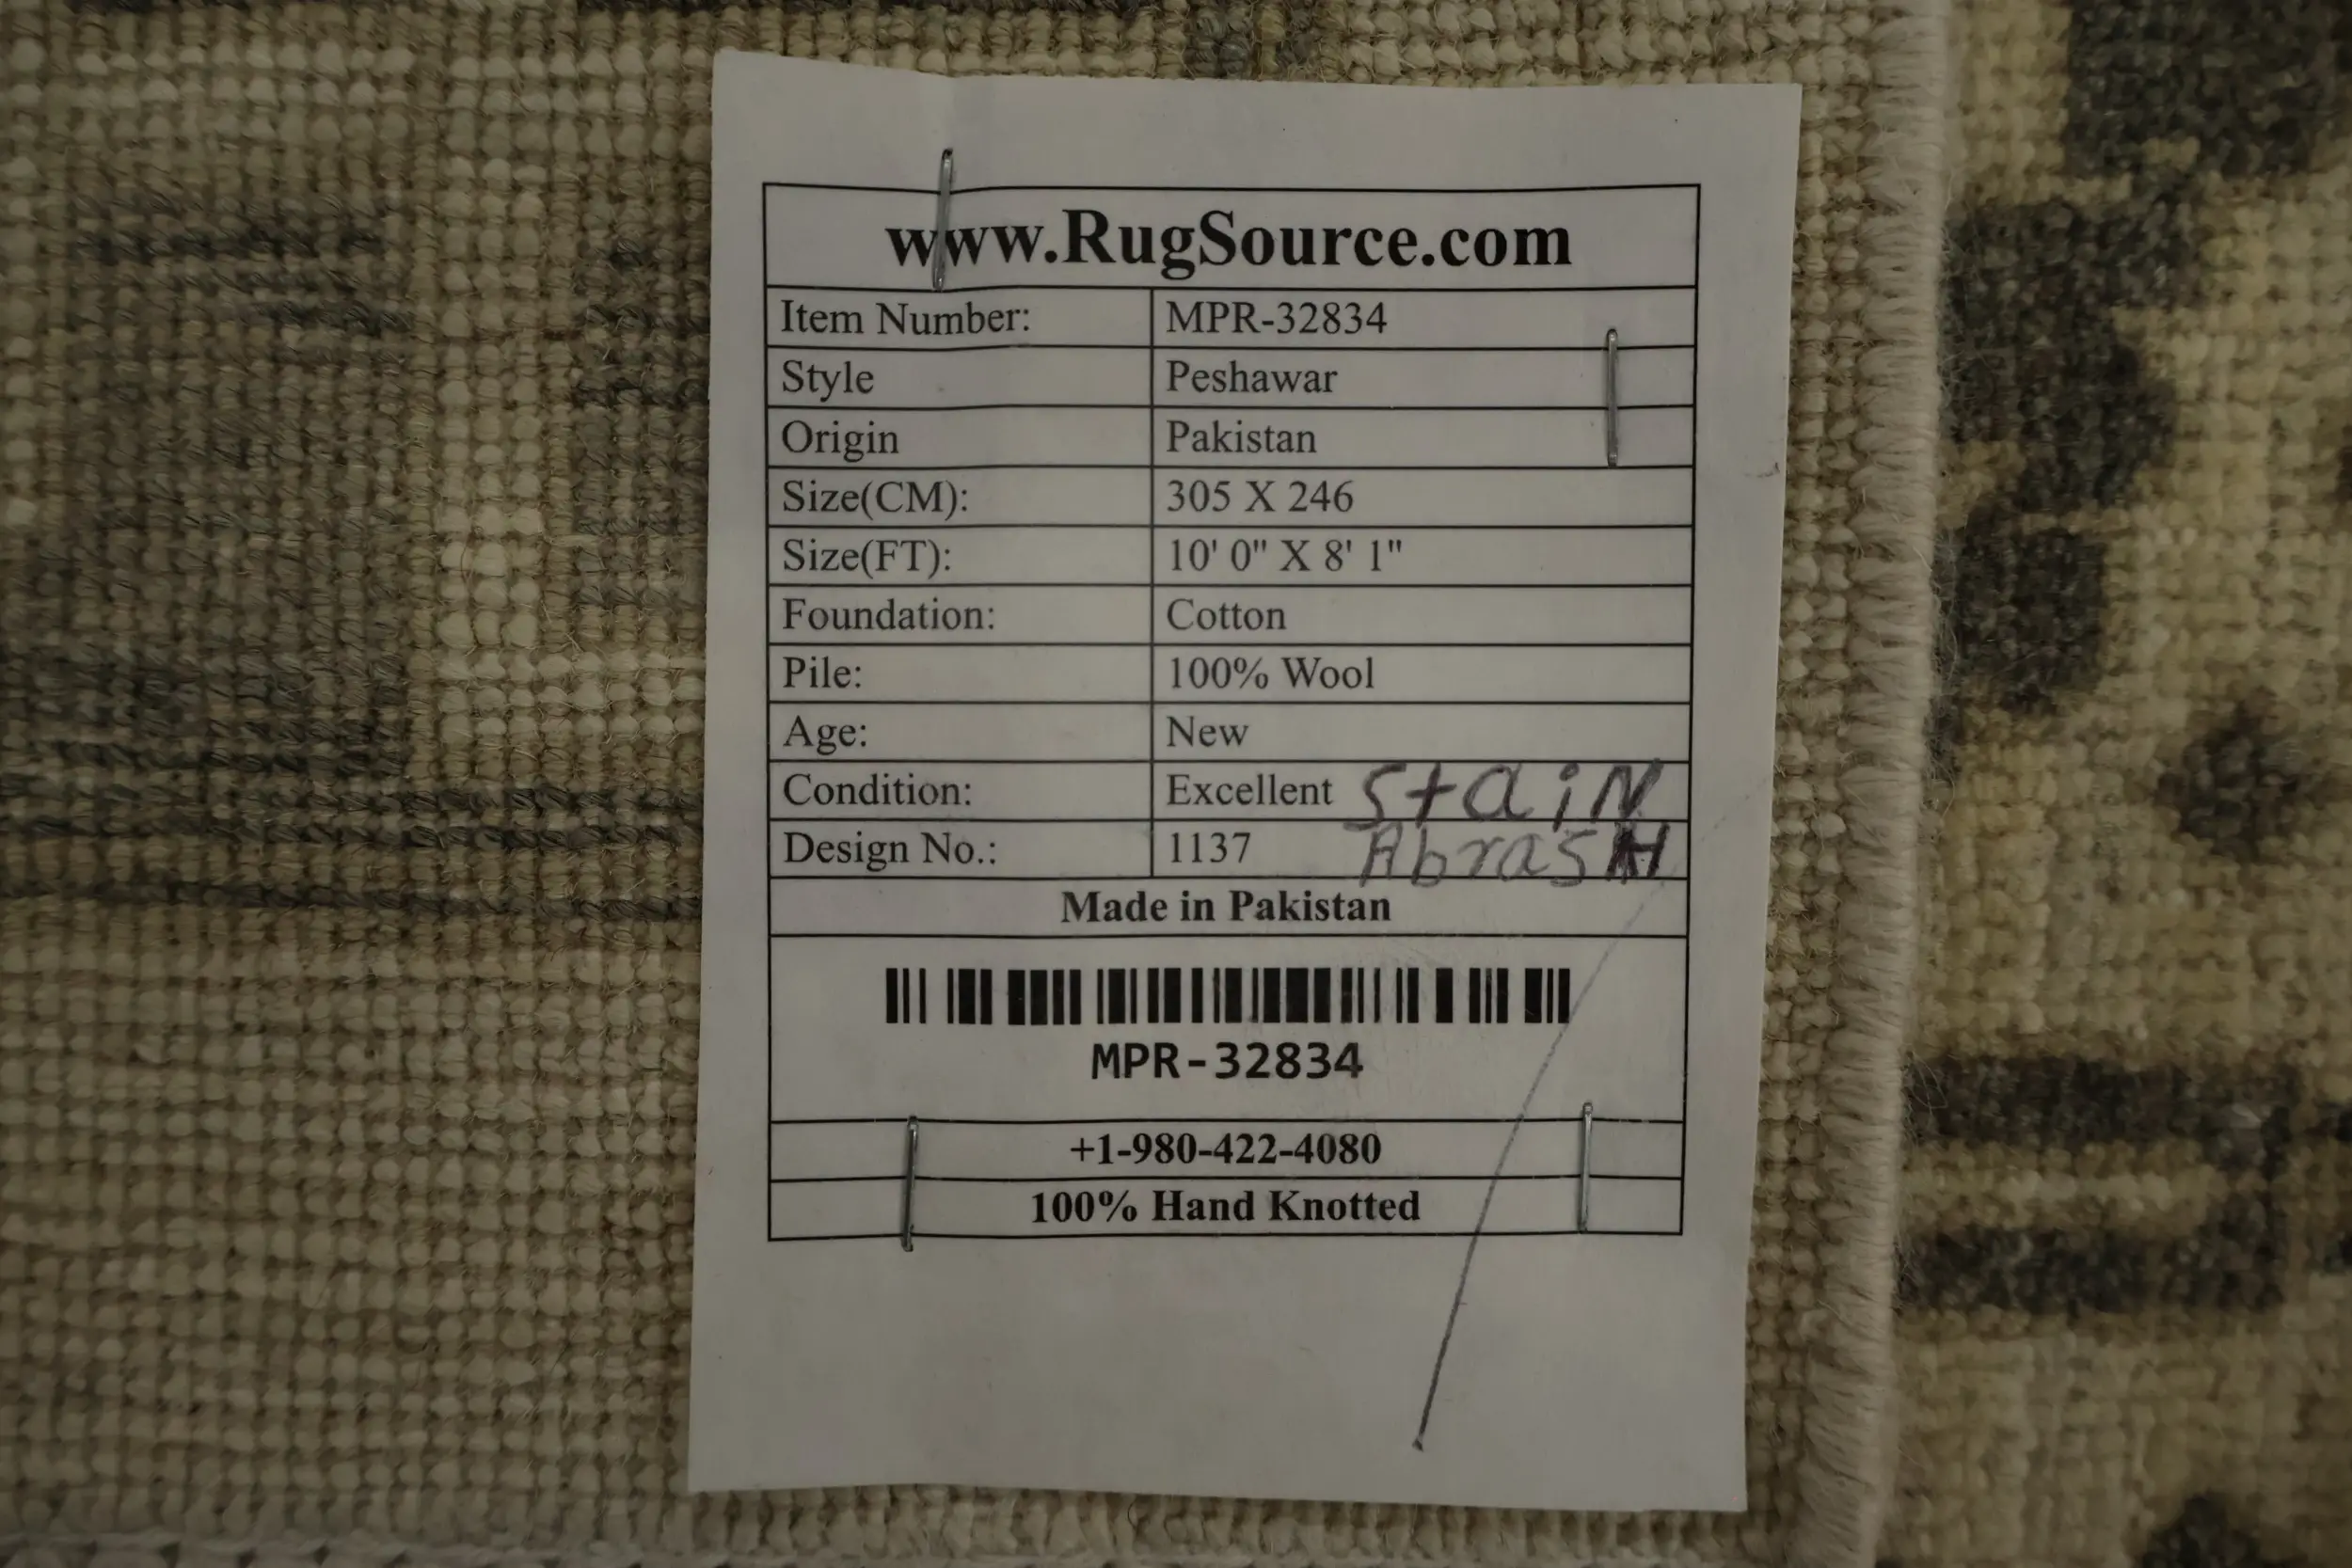 www.RugSource.com
Item Number: MPR-32834
Style Peshawar
Origin Pakistan
Size(CM): 305 X 246
Size(FT): 10' 0" X 8' 1"
Foundation: Cotton
Pile: 100% Wool
Age: New
Condition: Excellent StaiN
Design No.: 1137 AbrasH
Made in Pakistan
MPR-32834
+1-980-422-4080
100% Hand Knotted